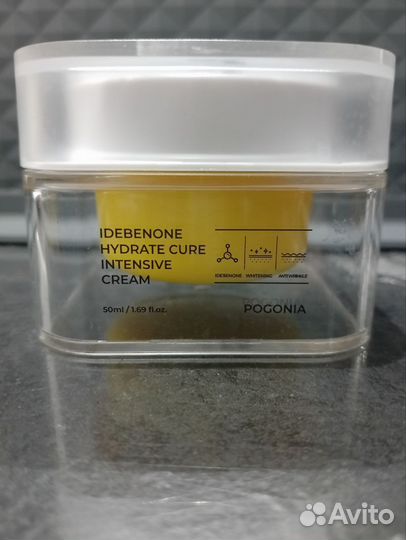 IDEBENONE
HYDRATE CURE
INTENSIVE
CREAM
50ml / 1.69 fl.oz.
IDEBENONE WHITENING ANTIWRINKLE
POGONIA
Avito